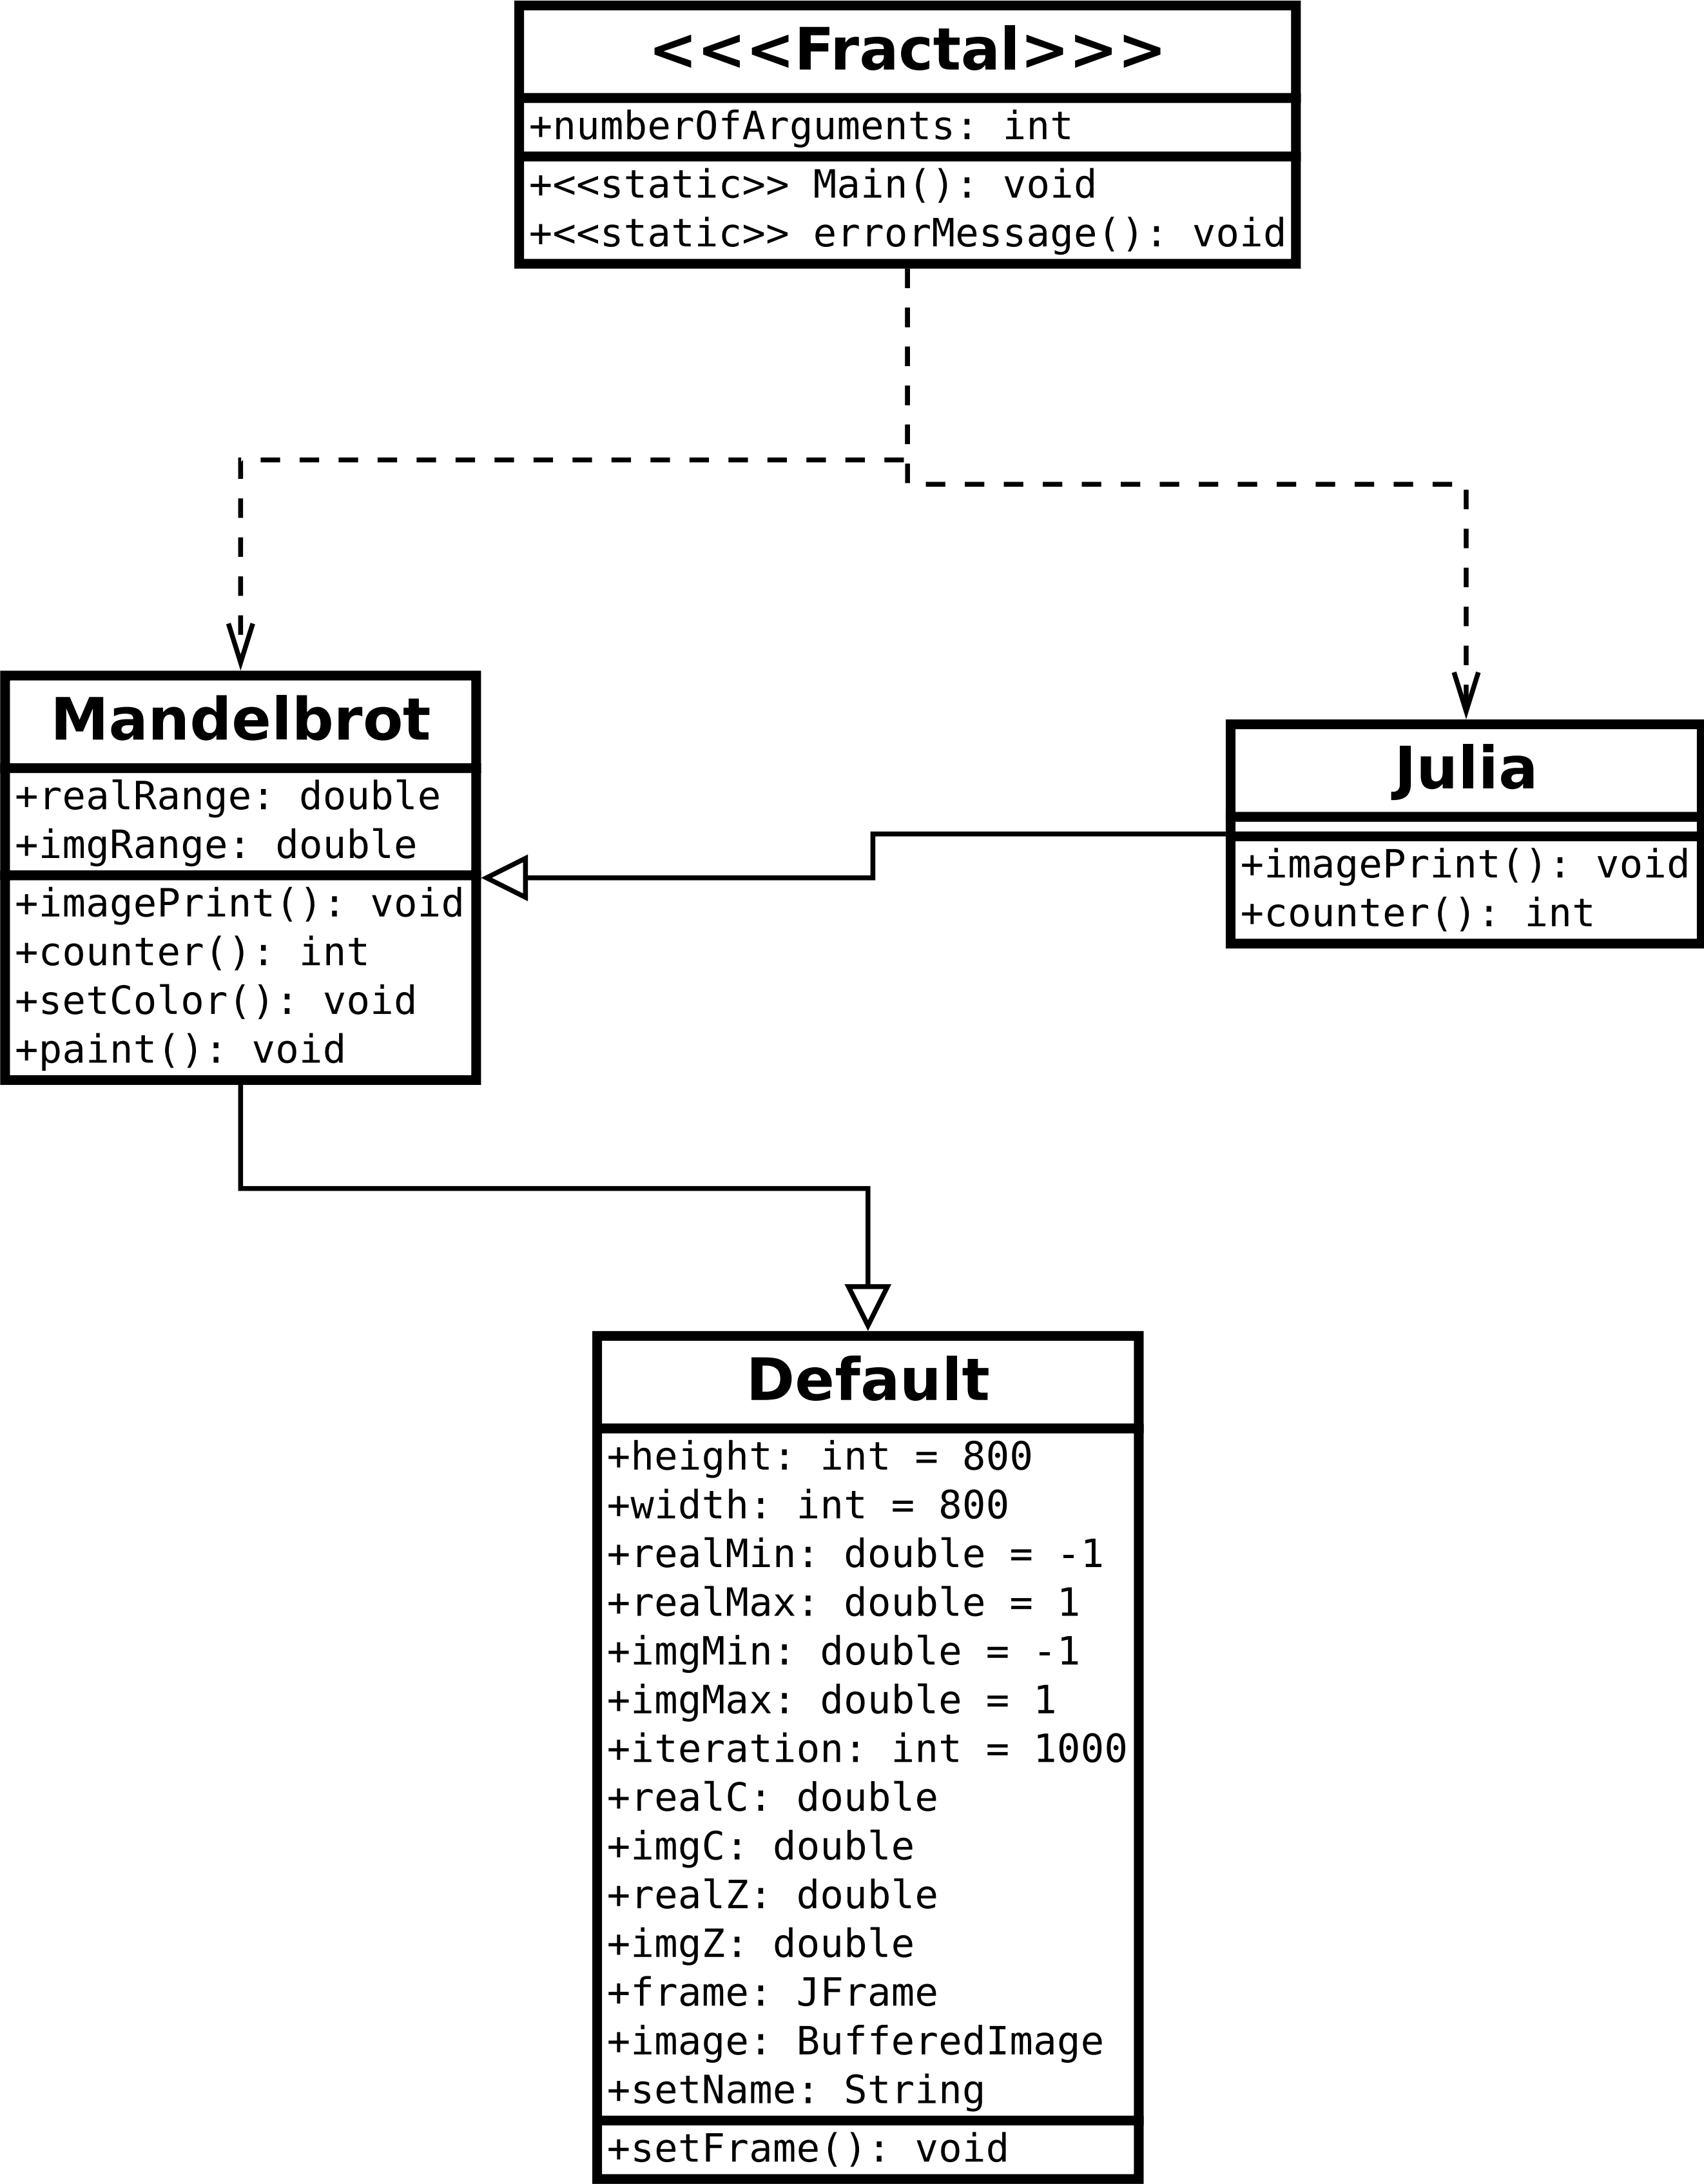 <<<Fractal>>>
+numberOfArguments: int
+<<static>> Main(): void
+<<static>> errorMessage(): void
Mandelbrot
+realRange: double
+imgRange: double
+imagePrint(): void
+counter(): int
+setColor(): void
+paint(): void
Julia
+imagePrint(): void
+counter(): int
Default
+height: int = 800
+width: int = 800
+realMin: double = -1
+realMax: double = 1
+imgMin: double = -1
+imgMax: double = 1
+iteration: int = 1000
+realC: double
+imgC: double
+realZ: double
+imgZ: double
+frame: JFrame
+image: BufferedImage
+setName: String
+setFrame(): void